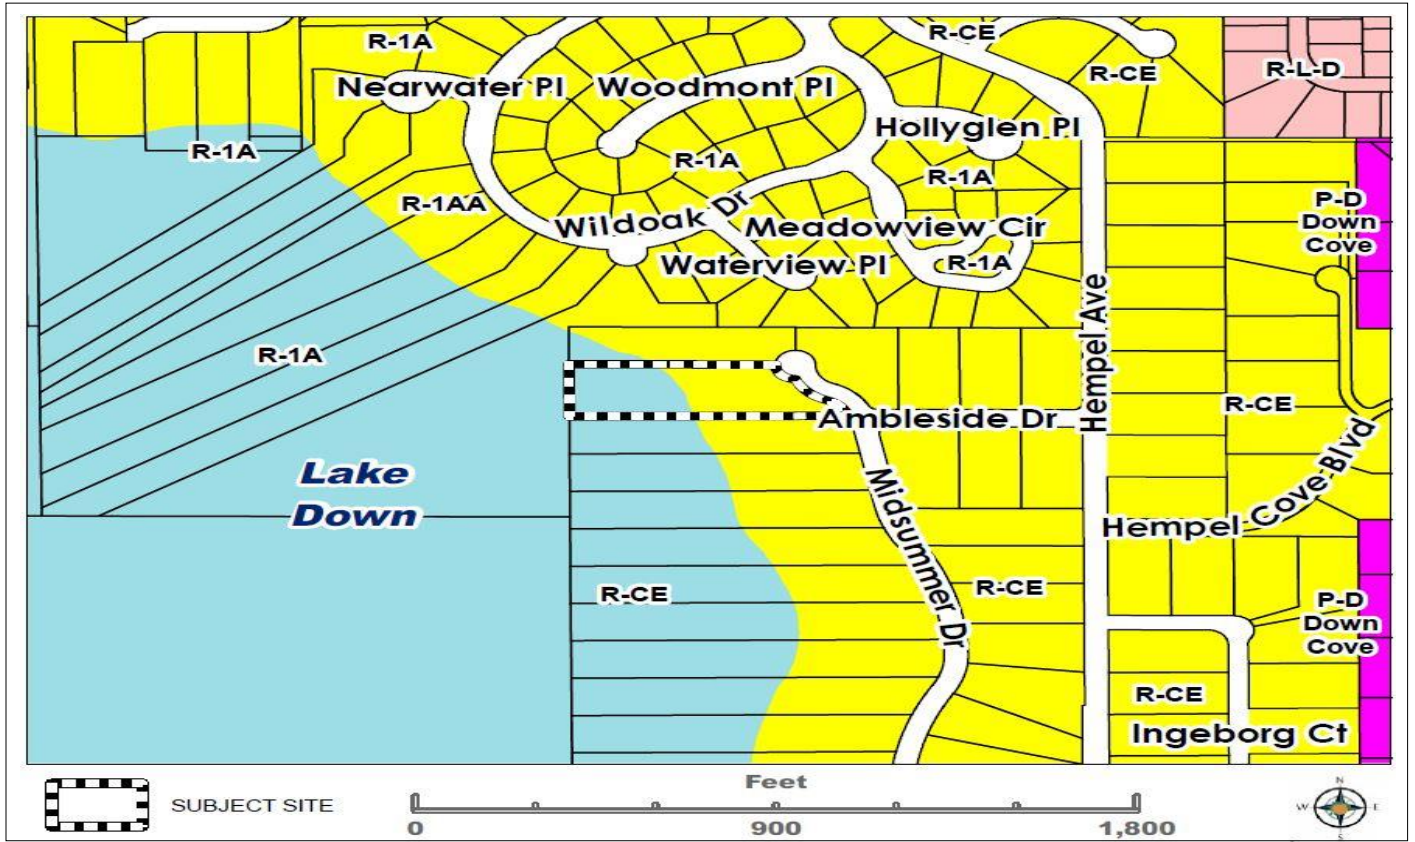 R-CE
R-1A
R-CE
R-L-D
Nearwater Pl
Woodmont Pl
Hollyglen Pl
R-1A
R-1A
R-1A
R-1AA
P-D
Down
Cove
Wildoak Dr
Meadowview Cir
Waterview Pl
R-1A
Hempel Ave
R-1A
R-CE
Ambleside Dr
Lake
Down
Midsummer Dr
Hempel Cove Blvd
R-CE
R-CE
P-D
Down
Cove
R-CE
Ingeborg Ct
SUBJECT SITE
Feet
0 900 1,800
N
W E
S